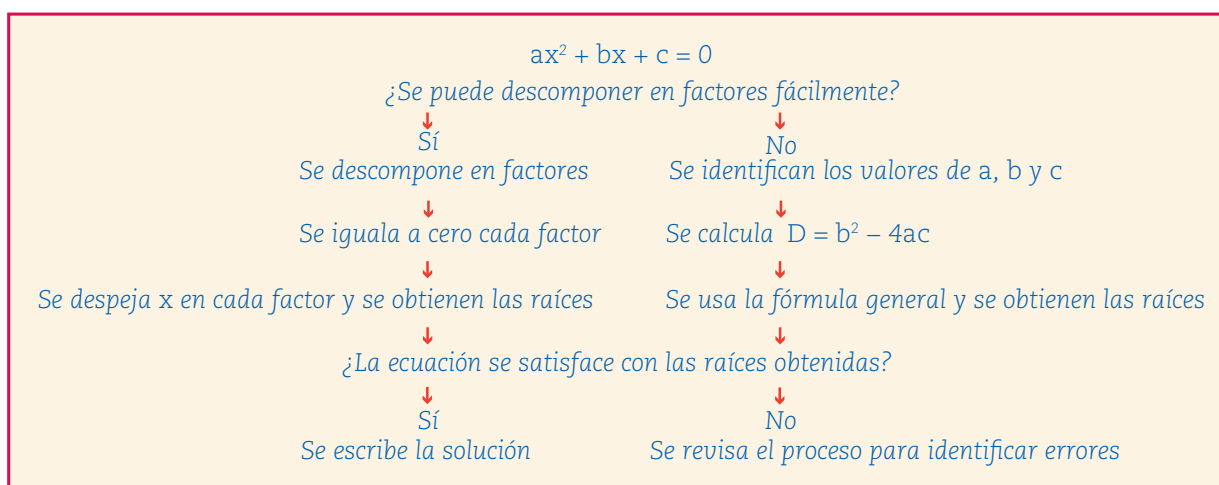 ax² + bx + c = 0
¿Se puede descomponer en factores fácilmente?
Sí No
Se descompone en factores Se identifican los valores de a, b y c
Se iguala a cero cada factor Se calcula D = b² – 4ac
Se despeja x en cada factor y se obtienen las raíces Se usa la fórmula general y se obtienen las raíces
¿La ecuación se satisface con las raíces obtenidas?
Sí No
Se escribe la solución Se revisa el proceso para identificar errores